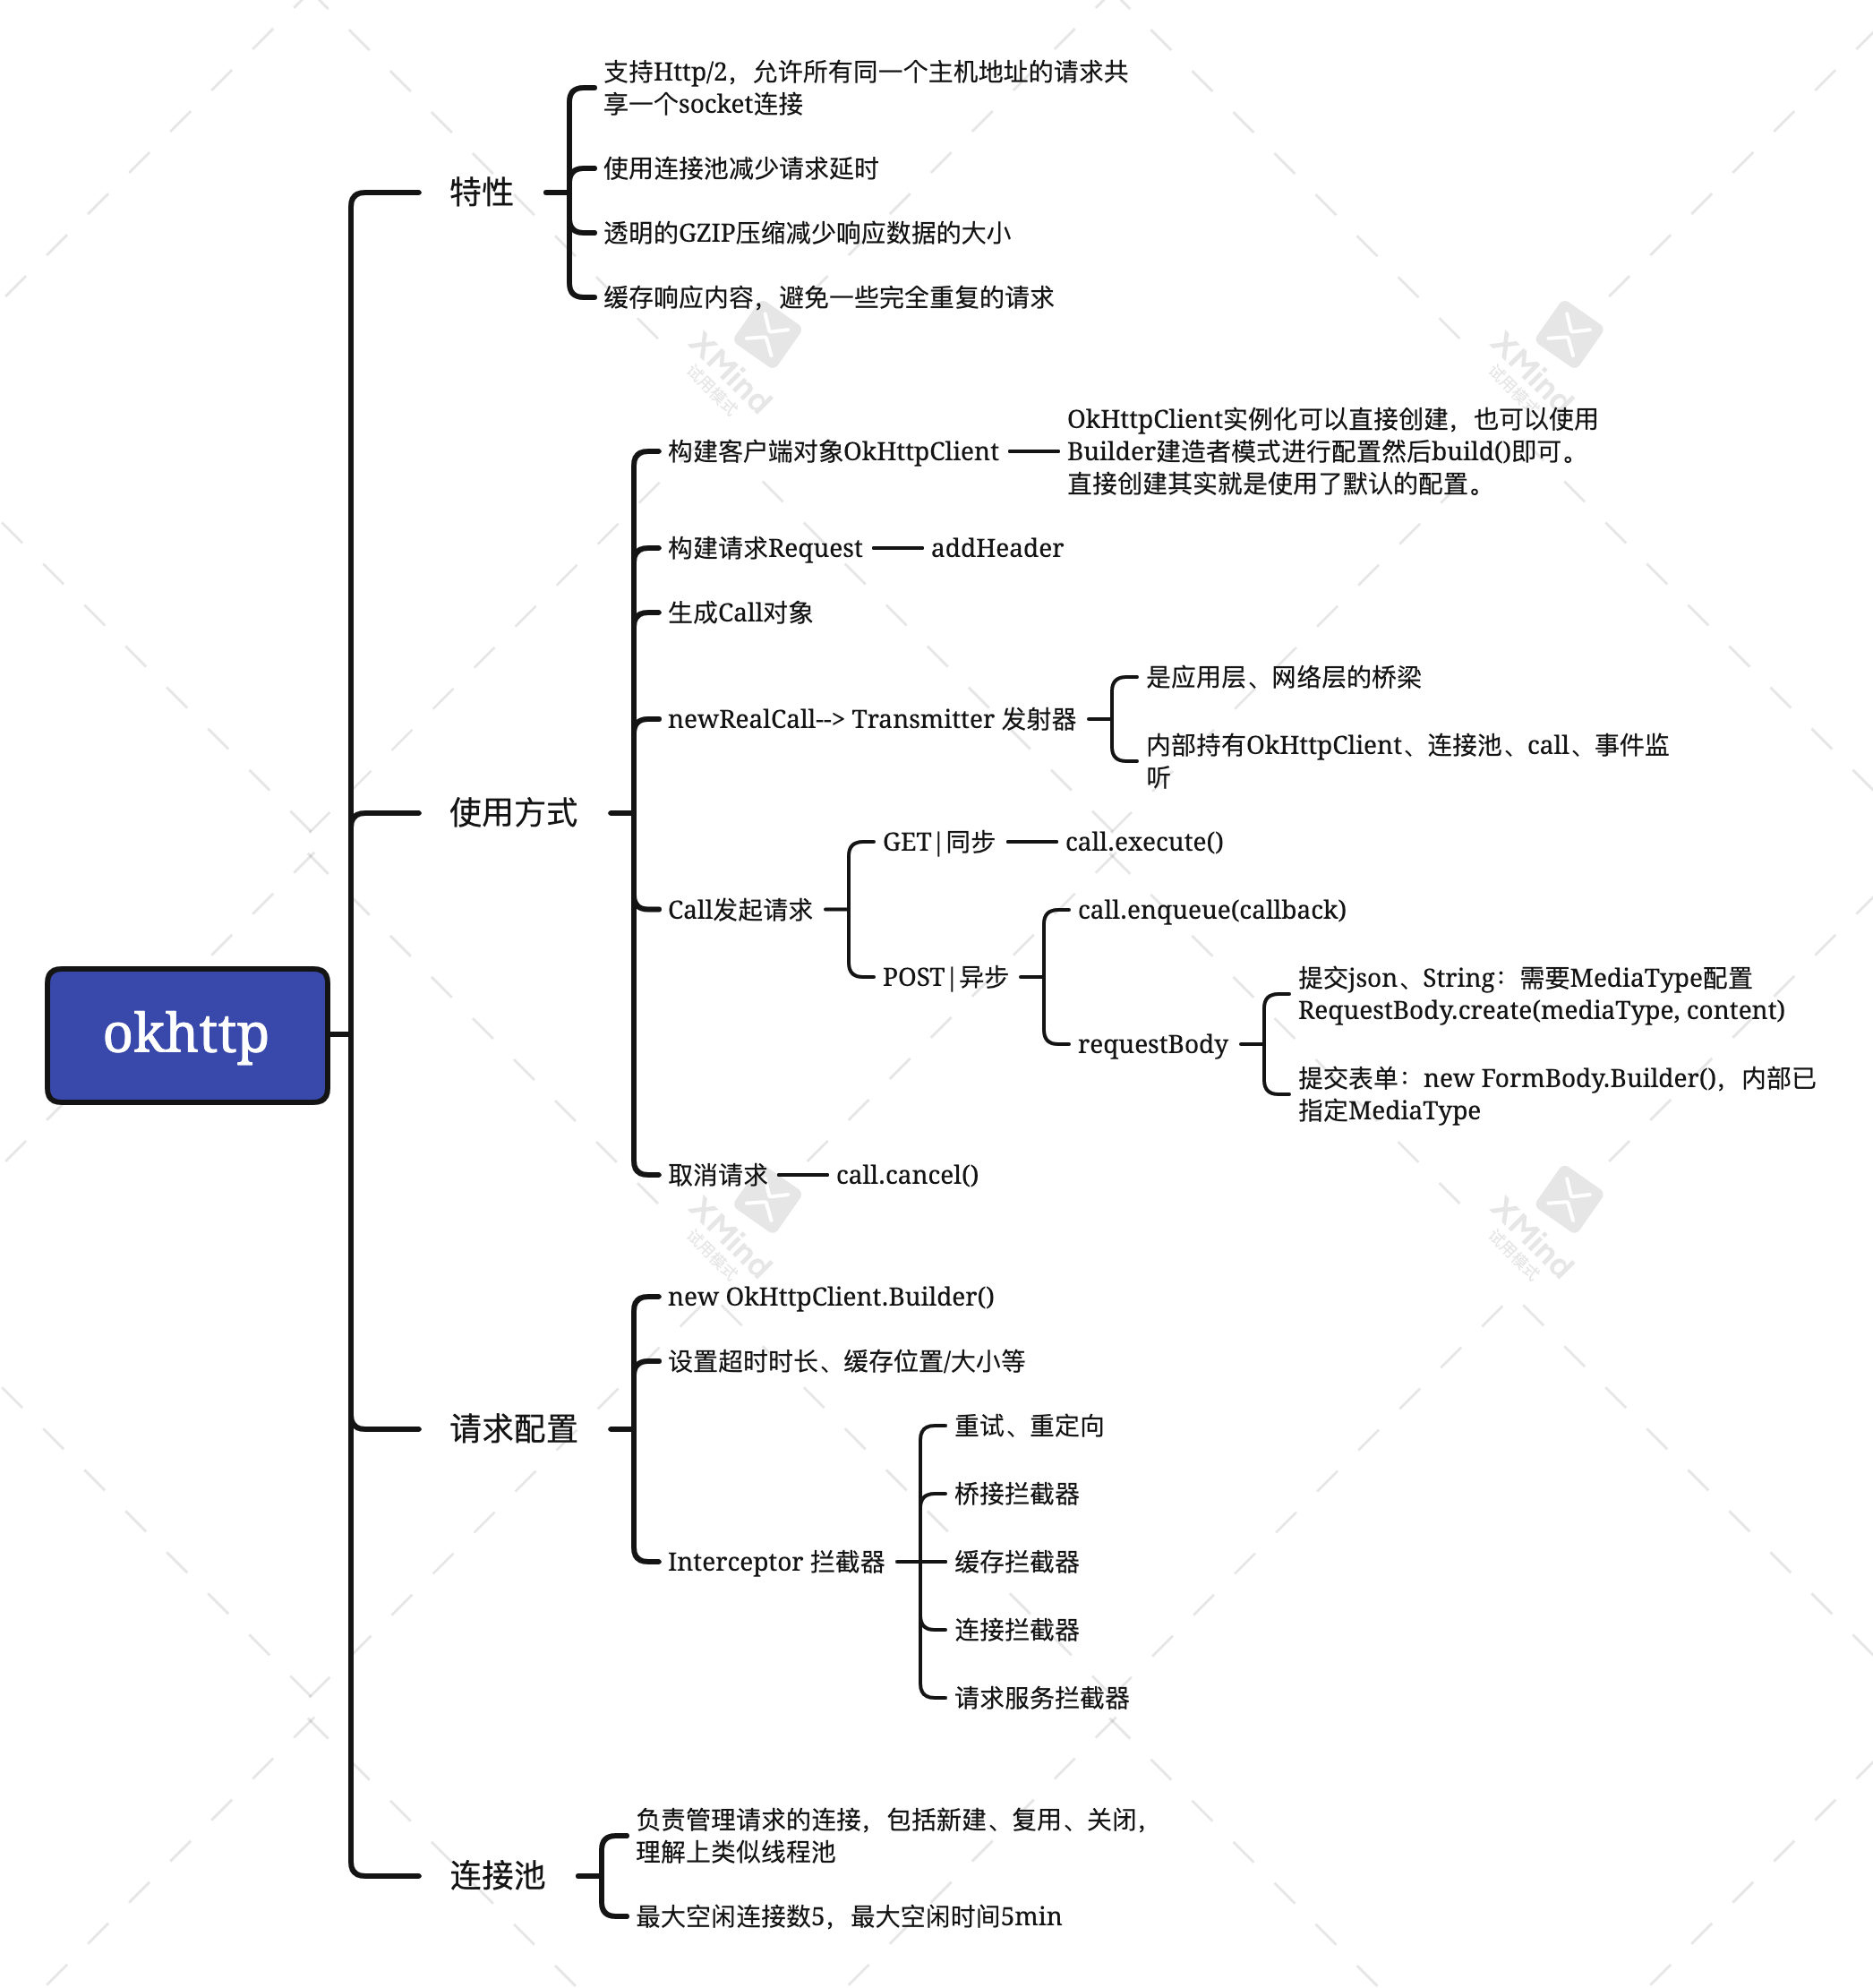 支持Http/2，允许所有同一个主机地址的请求共
享一个socket连接
使用连接池减少请求延时
特性
透明的GZIP压缩减少响应数据的大小
缓存响应内容，避免一些完全重复的请求
XMind
试用模式
XMind
试用模式
构建客户端对象OkHttpClient
OkHttpClient实例化可以直接创建，也可以使用
Builder建造者模式进行配置然后build()即可。
直接创建其实就是使用了默认的配置。
构建请求Request
addHeader
生成Call对象
newRealCall--> Transmitter 发射器
是应用层、网络层的桥梁
内部持有OkHttpClient、连接池、call、事件监
听
使用方式
Call发起请求
GET|同步
call.execute()
POST|异步
call.enqueue(callback)
requestBody
提交json、String：需要MediaType配置
RequestBody.create(mediaType, content)
提交表单：new FormBody.Builder()，内部已
指定MediaType
okhttp
取消请求
call.cancel()
XMind
试用模式
XMind
试用模式
new OkHttpClient.Builder()
设置超时时长、缓存位置/大小等
请求配置
Interceptor 拦截器
重试、重定向
桥接拦截器
缓存拦截器
连接拦截器
请求服务拦截器
负责管理请求的连接，包括新建、复用、关闭，
理解上类似线程池
连接池
最大空闲连接数5，最大空闲时间5min